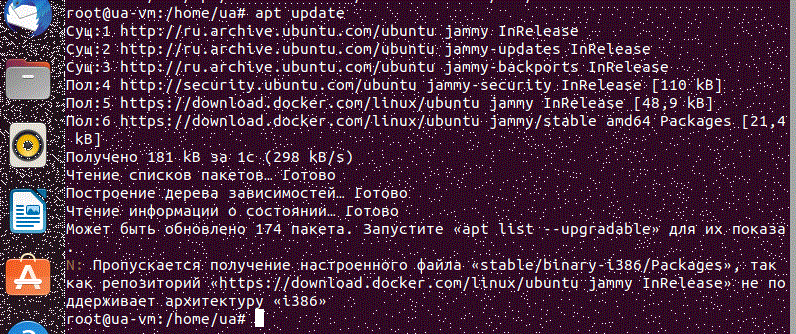 root@ua-vm:/home/ua# apt update
Сущ:1 http://ru.archive.ubuntu.com/ubuntu jammy InRelease
Сущ:2 http://ru.archive.ubuntu.com/ubuntu jammy-updates InRelease
Сущ:3 http://ru.archive.ubuntu.com/ubuntu jammy-backports InRelease
Пол:4 http://security.ubuntu.com/ubuntu jammy-security InRelease [110 kB]
Пол:5 https://download.docker.com/linux/ubuntu jammy InRelease [48,9 kB]
Пол:6 https://download.docker.com/linux/ubuntu jammy/stable amd64 Packages [21,4
kB]
Получено 181 kB за 1с (298 kB/s)
Чтение списков пакетов… Готово
Построение дерева зависимостей… Готово
Чтение информации о состоянии… Готово
Может быть обновлено 174 пакета. Запустите «apt list --upgradable» для их показа
.
N: Пропускается получение настроенного файла «stable/binary-i386/Packages», так
как репозиторий «https://download.docker.com/linux/ubuntu jammy InRelease» не по
ддерживает архитектуру «i386»
root@ua-vm:/home/ua#